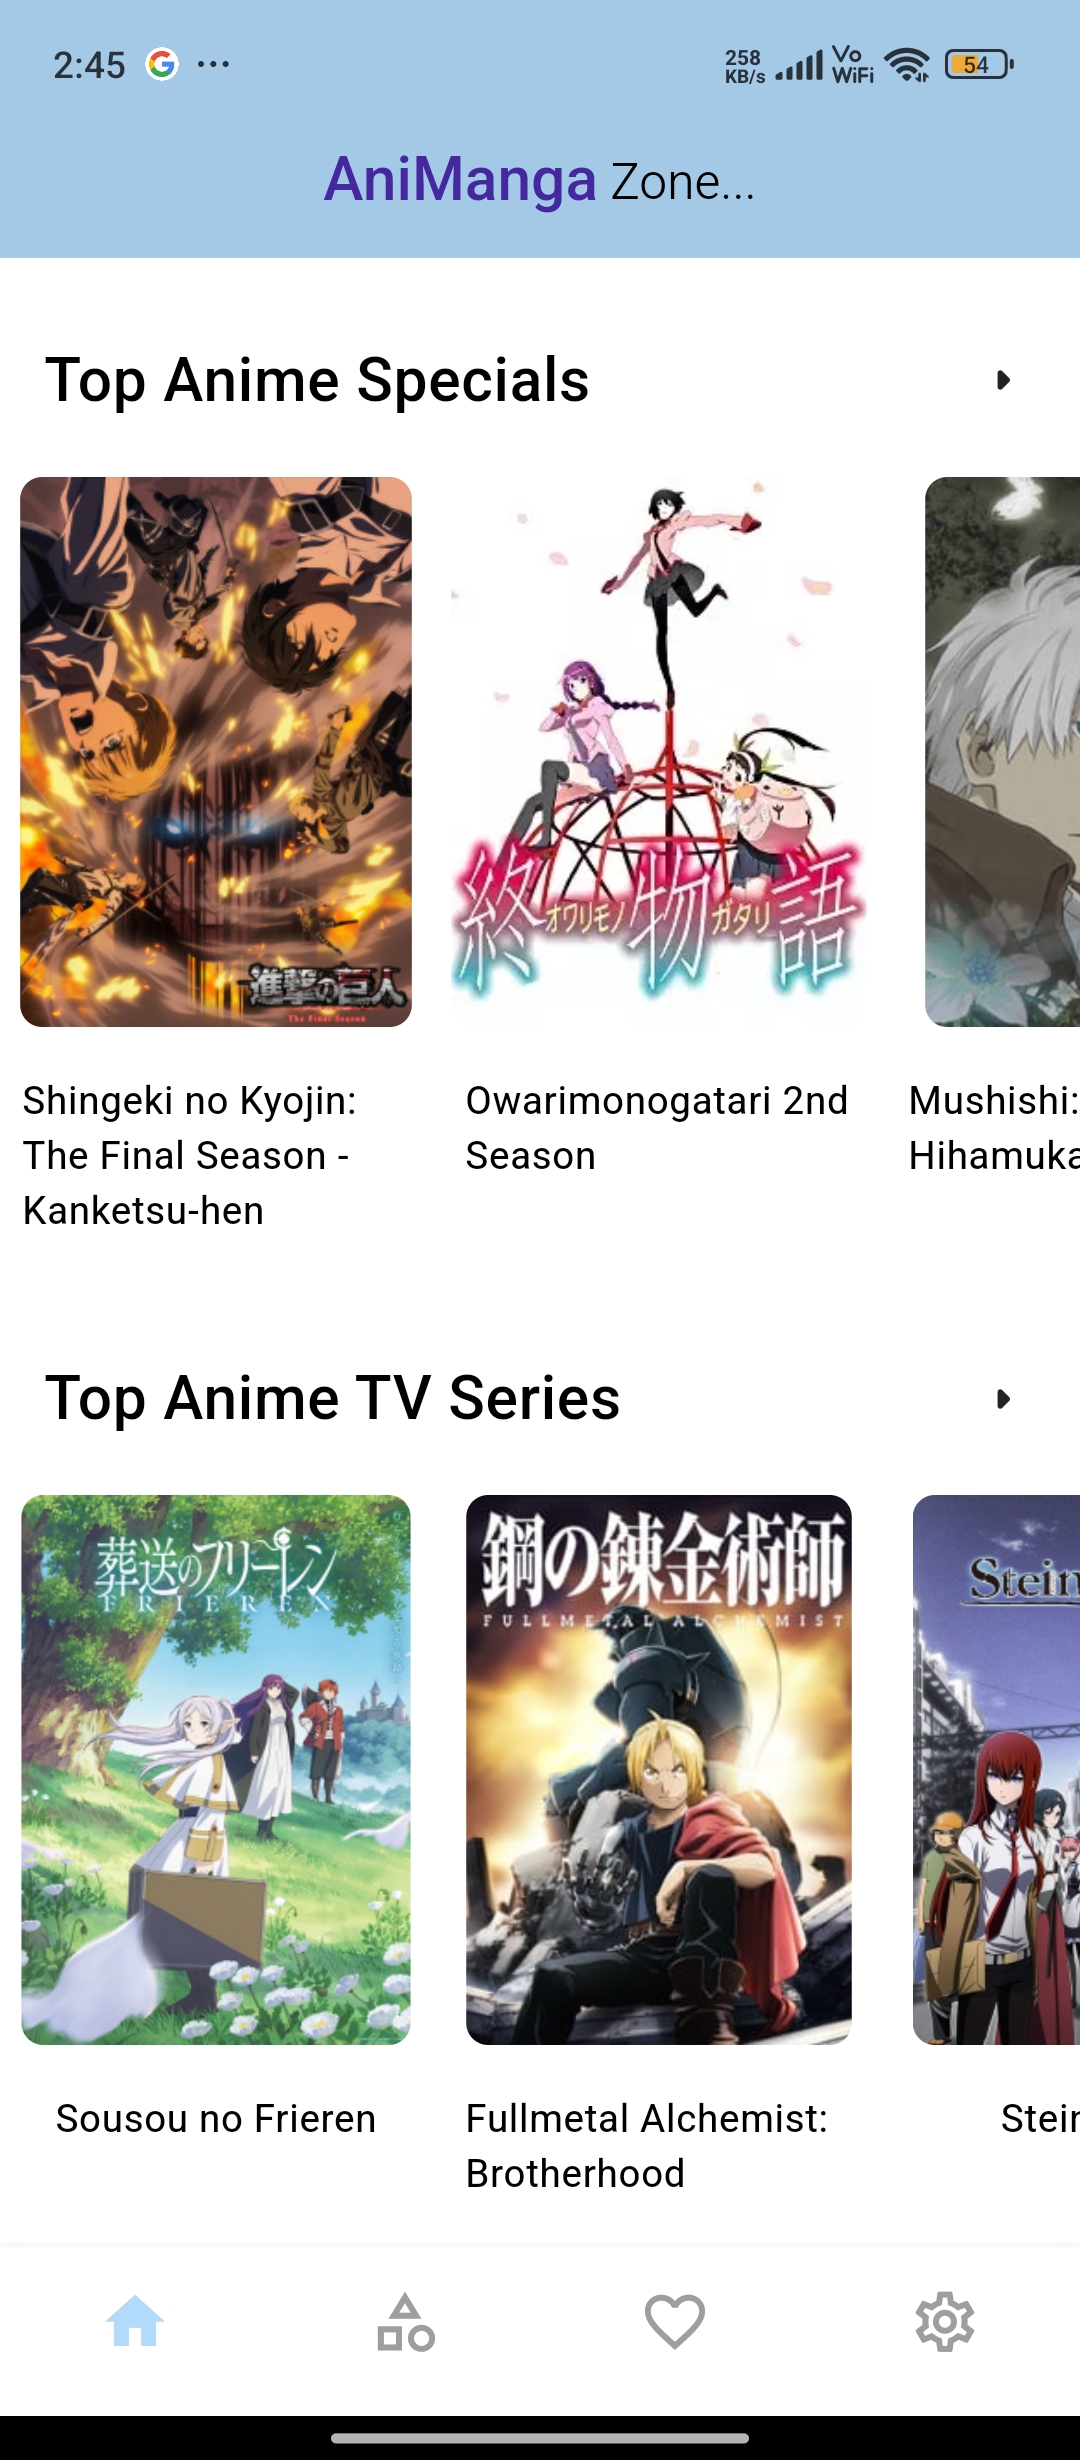 2:45
258
KB/s
Vo
WiFi
54
AniManga Zone...
Top Anime Specials
進撃の巨人
The Final Season
終オワリモノ物ガタリ語
Shingeki no Kyojin:
The Final Season -
Kanketsu-hen
Owarimonogatari 2nd
Season
Mushishi:
Hihamuka
Top Anime TV Series
葬送のフリーレン
FRIEREN
鋼の錬金術師
FULLMETAL ALCHEMIST
Stein
Sousou no Frieren
Fullmetal Alchemist:
Brotherhood
Stein